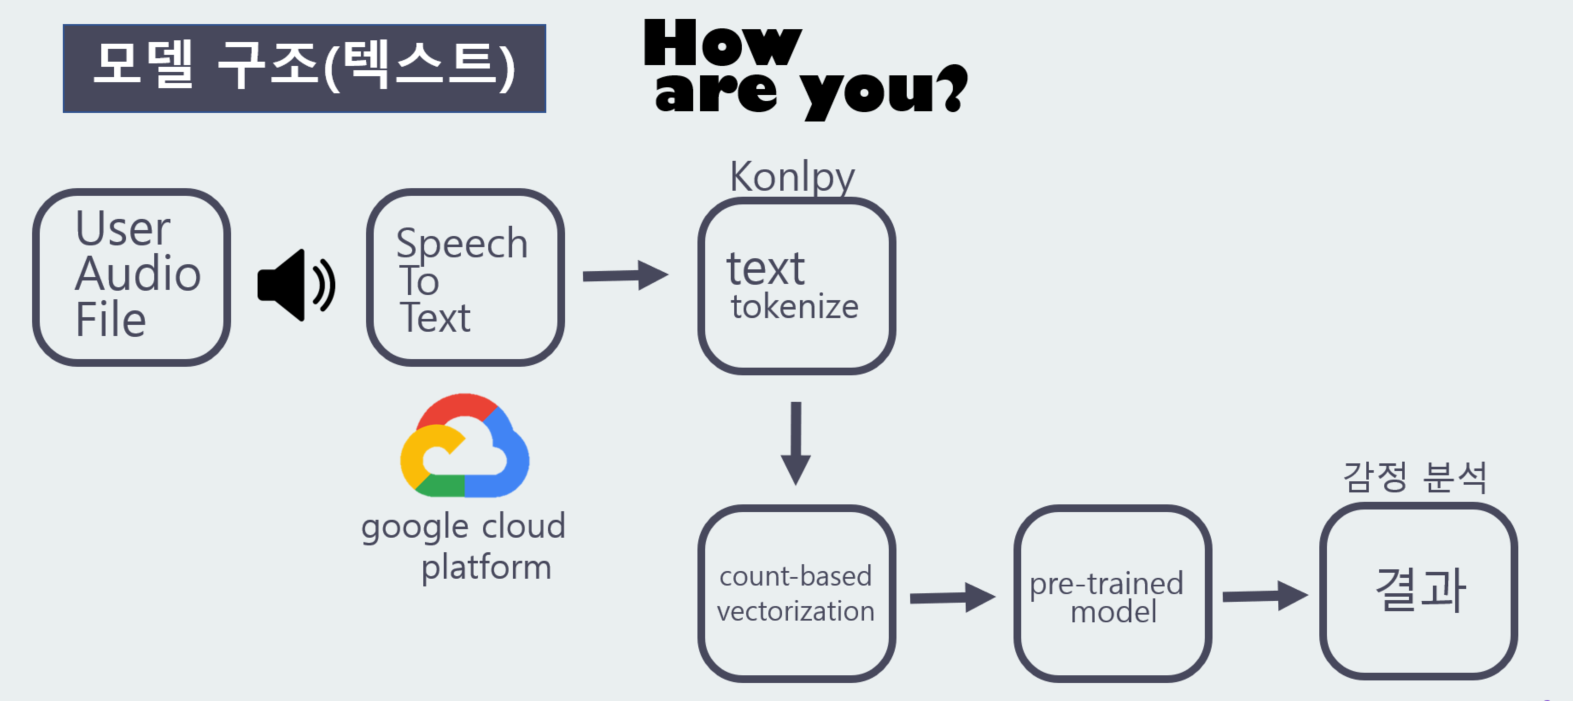 모델 구조(텍스트)
How
are you?
User
Audio
File
Speech
To
Text
google cloud
platform
Konlpy
text
tokenize
count-based
vectorization
pre-trained
model
감정 분석
결과